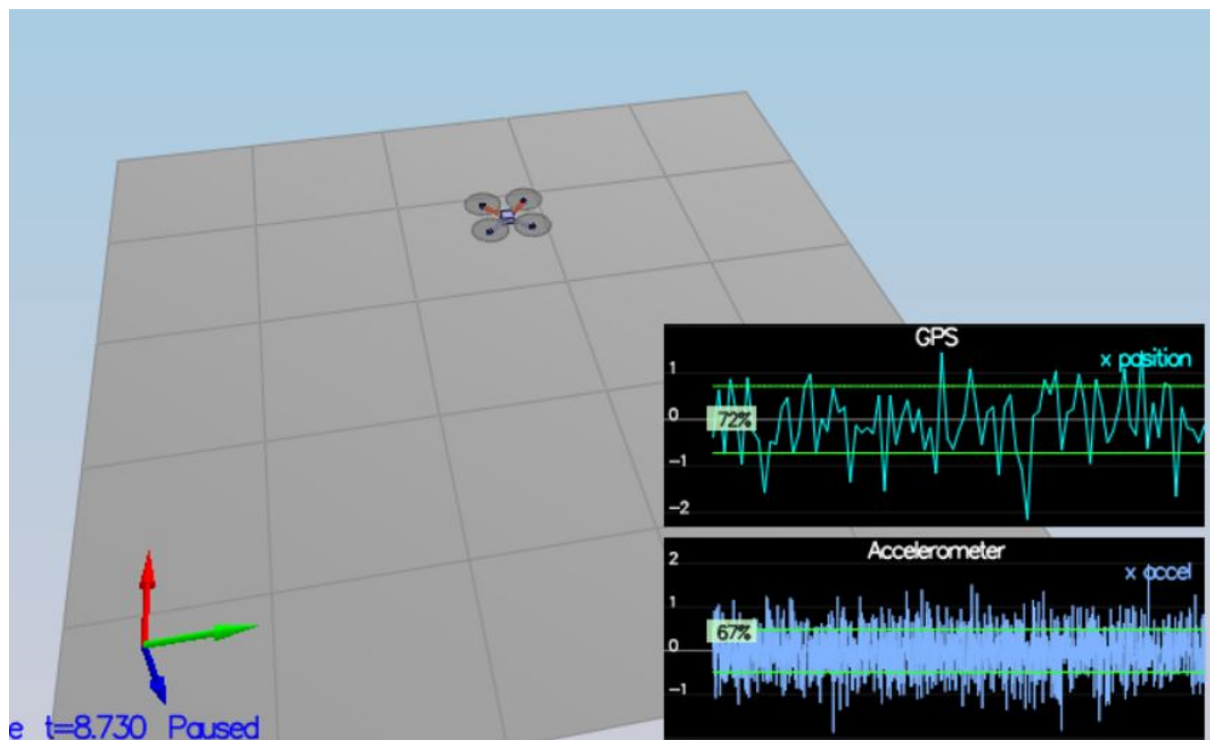 GPS
x position
1
72%
0
-1
-2
Accelerometer
2
x accel
1
67%
0
-1
e t=8.730 Paused